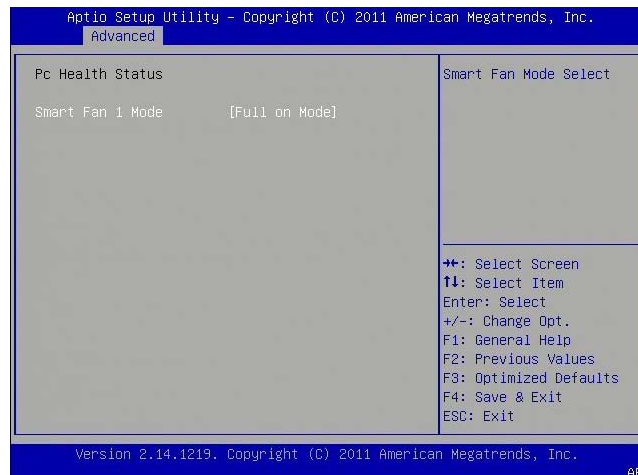 Aptio Setup Utility – Copyright (C) 2011 American Megatrends, Inc.
Advanced
Pc Health Status
Smart Fan 1 Mode [Full on Mode]
Smart Fan Mode Select
→←: Select Screen
↑↓: Select Item
Enter: Select
+/-: Change Opt.
F1: General Help
F2: Previous Values
F3: Optimized Defaults
F4: Save & Exit
ESC: Exit
Version 2.14.1219. Copyright (C) 2011 American Megatrends, Inc.